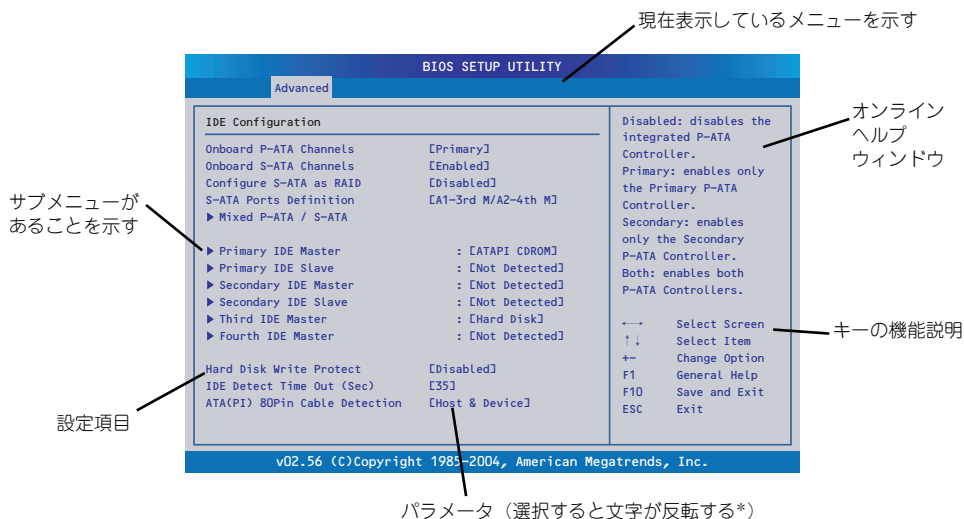 現在表示しているメニューを示す
BIOS SETUP UTILITY
Advanced
IDE Configuration
Onboard P-ATA Channels [Primary]
Onboard S-ATA Channels [Enabled]
Configure S-ATA as RAID [Disabled]
S-ATA Ports Definition [A1-3rd M/A2-4th M]
▶ Mixed P-ATA / S-ATA
▶ Primary IDE Master : [ATAPI CDROM]
▶ Primary IDE Slave : [Not Detected]
▶ Secondary IDE Master : [Not Detected]
▶ Secondary IDE Slave : [Not Detected]
▶ Third IDE Master : [Hard Disk]
▶ Fourth IDE Master : [Not Detected]
Hard Disk Write Protect [Disabled]
IDE Detect Time Out (Sec) [35]
ATA(PI) 80Pin Cable Detection [Host & Device]
Disabled: disables the
integrated P-ATA
Controller.
Primary: enables only
the Primary P-ATA
Controller.
Secondary: enables
only the Secondary
P-ATA Controller.
Both: enables both
P-ATA Controllers.
←→ Select Screen
↑↓ Select Item
+- Change Option
F1 General Help
F10 Save and Exit
ESC Exit
v02.56 (C)Copyright 1985-2004, American Megatrends, Inc.
オンライン
ヘルプ
ウィンドウ
サブメニューが
あることを示す
キーの機能説明
設定項目
パラメータ（選択すると文字が反転する*）